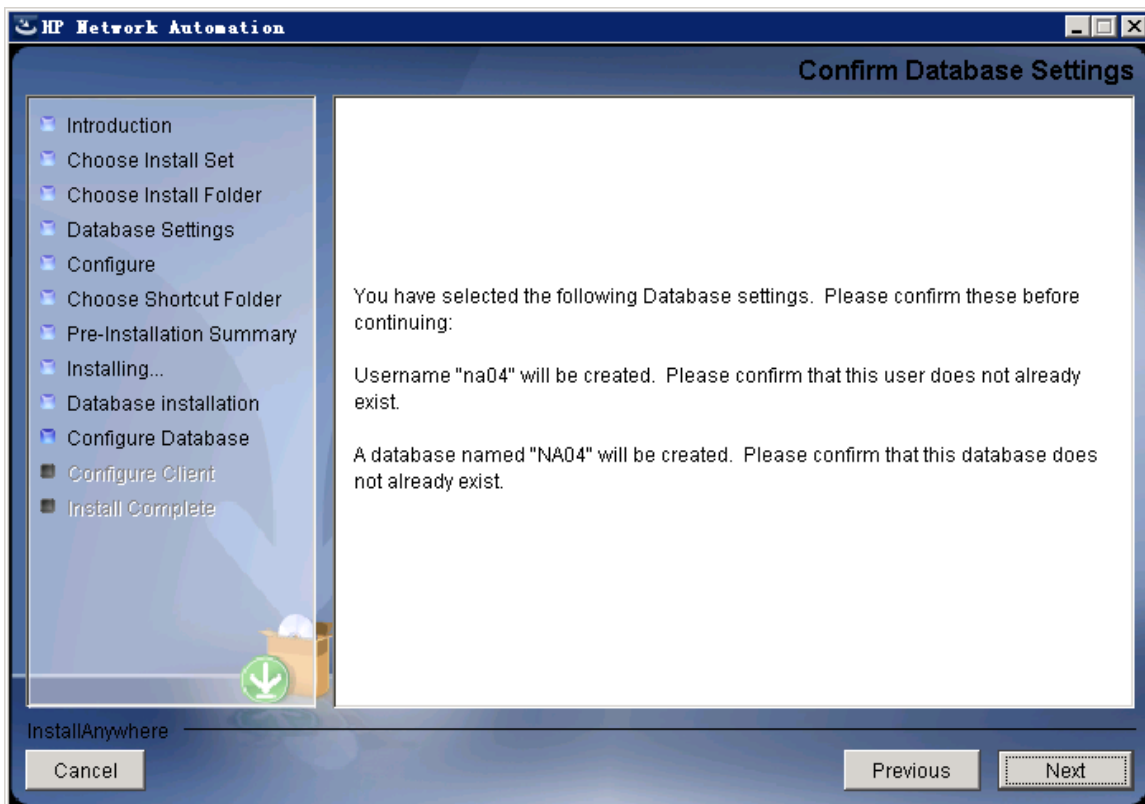 HP Network Automation
Confirm Database Settings
Introduction
Choose Install Set
Choose Install Folder
Database Settings
Configure
Choose Shortcut Folder
Pre-Installation Summary
Installing...
Database installation
Configure Database
Configure Client
Install Complete
You have selected the following Database settings.  Please confirm these before
continuing:
Username "na04" will be created.  Please confirm that this user does not already
exist.
A database named "NA04" will be created.  Please confirm that this database does
not already exist.
InstallAnywhere
Cancel
Previous
Next